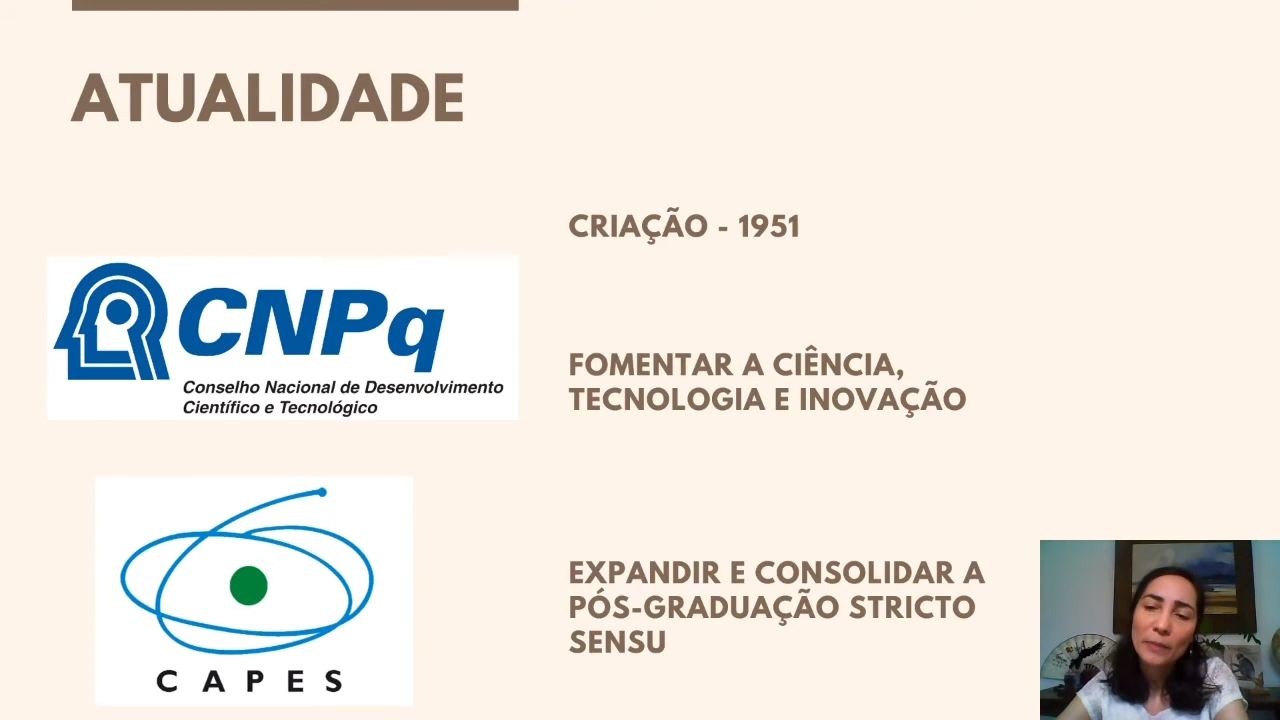 ATUALIDADE
CRIAÇÃO - 1951
CNPq
Conselho Nacional de Desenvolvimento
Científico e Tecnológico
FOMENTAR A CIÊNCIA,
TECNOLOGIA E INOVAÇÃO
CAPES
EXPANDIR E CONSOLIDAR A
PÓS-GRADUAÇÃO STRICTO
SENSU